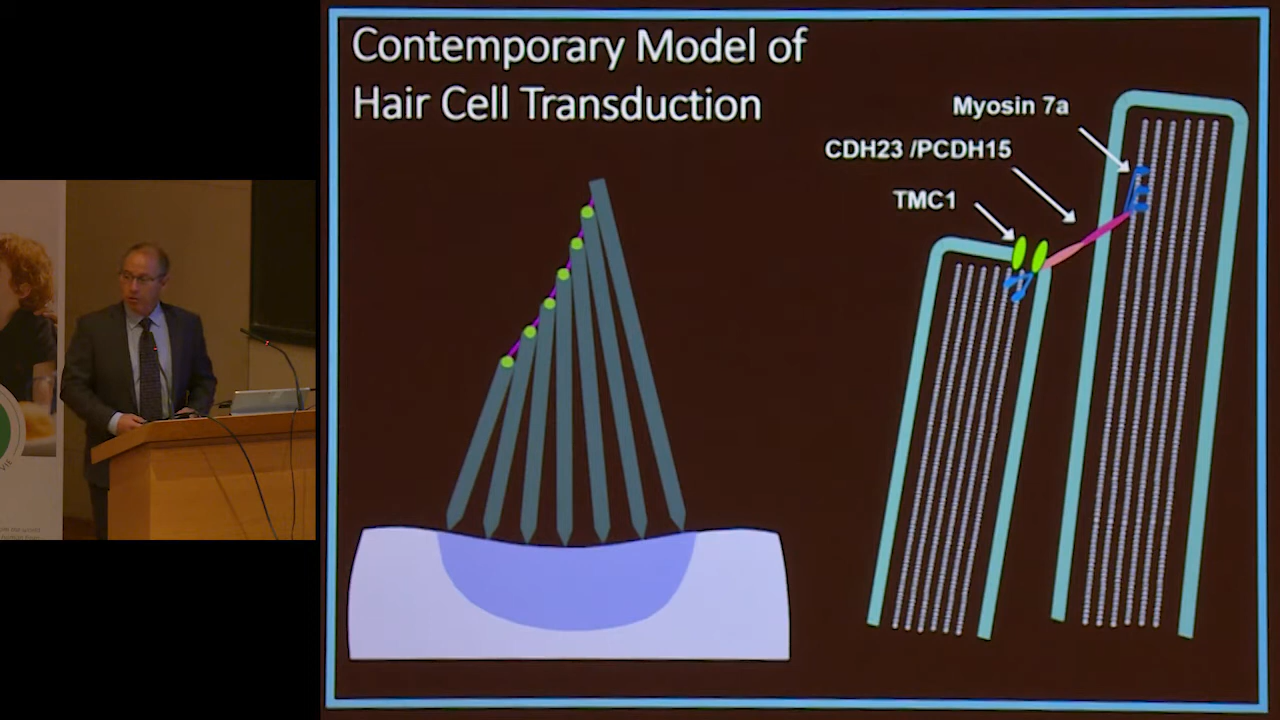 Contemporary Model of
Hair Cell Transduction
Myosin 7a
CDH23 /PCDH15
TMC1